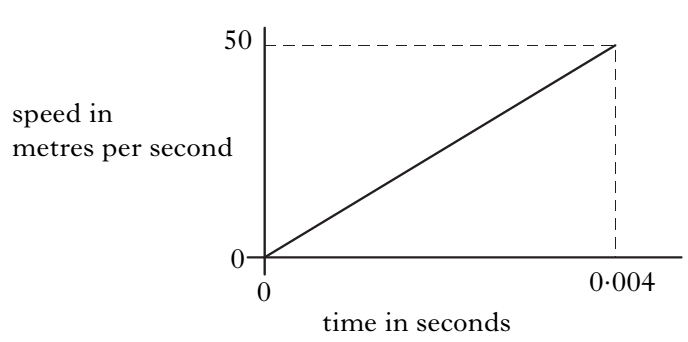 50
speed in
metres per second
0
0
0·004
time in seconds